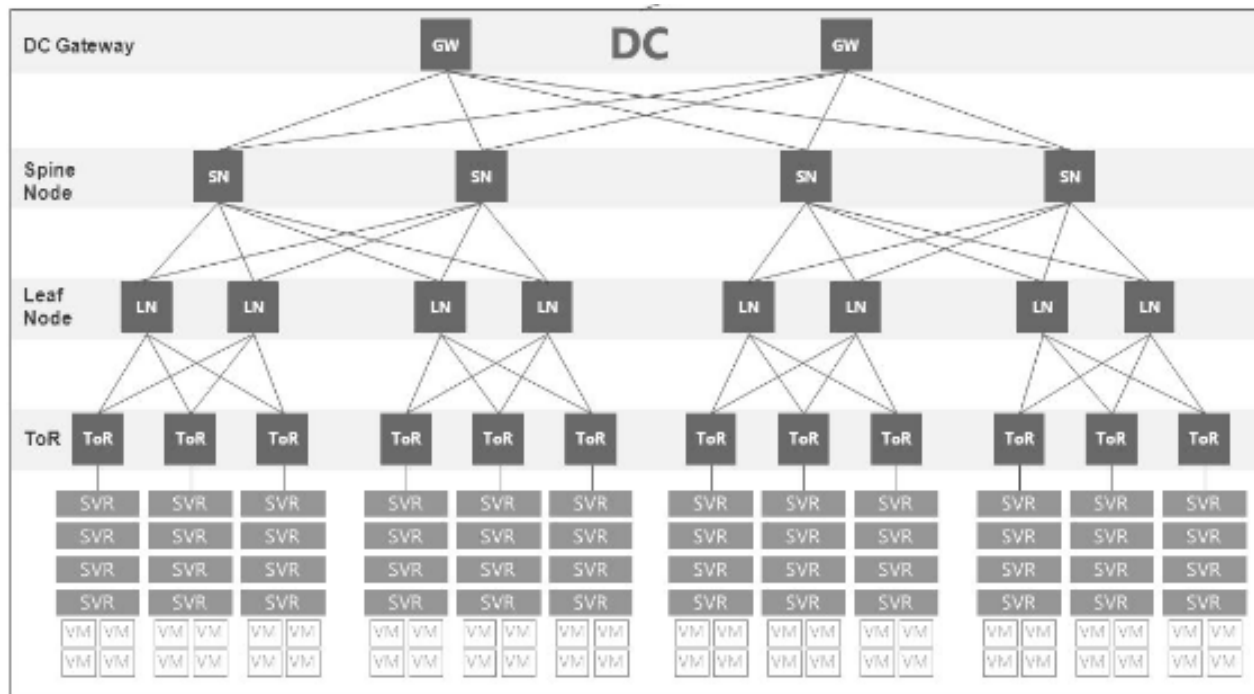 DC Gateway GW DC GW
Spine
Node
SN SN SN SN
Leaf
Node
LN LN LN LN LN LN LN LN
ToR ToR ToR ToR ToR ToR ToR ToR ToR ToR ToR ToR ToR
SVR SVR SVR SVR SVR SVR SVR SVR SVR SVR SVR SVR
SVR SVR SVR SVR SVR SVR SVR SVR SVR SVR SVR SVR
SVR SVR SVR SVR SVR SVR SVR SVR SVR SVR SVR SVR
SVR SVR SVR SVR SVR SVR SVR SVR SVR SVR SVR SVR
VM VM VM VM VM VM VM VM VM VM VM VM VM VM VM VM VM VM VM VM VM VM VM VM
VM VM VM VM VM VM VM VM VM VM VM VM VM VM VM VM VM VM VM VM VM VM VM VM